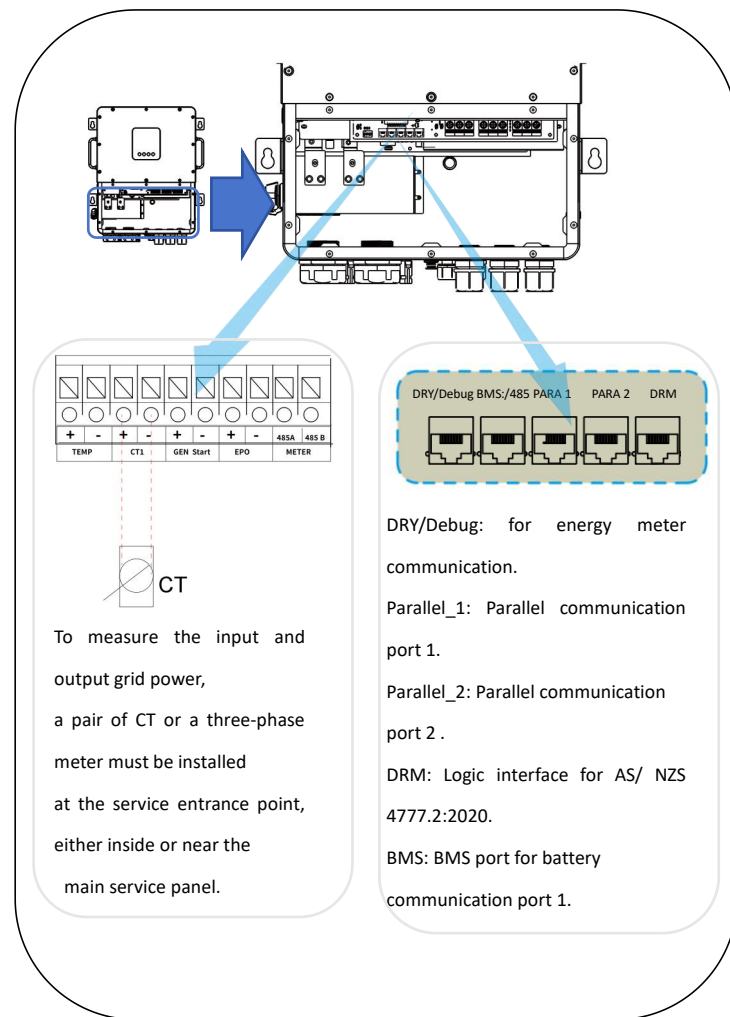 + - + - + - + - 485A 485 B
TEMP CT1 GEN Start EPO METER
CT
To measure the input and
output grid power,
a pair of CT or a three-phase
meter must be installed
at the service entrance point,
either inside or near the
main service panel.
DRY/Debug BMS:/485 PARA 1 PARA 2 DRM
DRY/Debug: for energy meter
communication.
Parallel_1: Parallel communication
port 1.
Parallel_2: Parallel communication
port 2 .
DRM: Logic interface for AS/ NZS
4777.2:2020.
BMS: BMS port for battery
communication port 1.